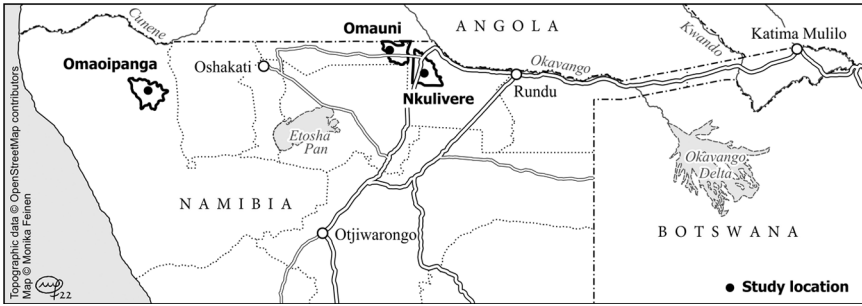 Cunene
Omauni
ANGOLA
Kwando
Katima Mulilo
Omaoipanga
Oshakati
Okavango
Nkulivere
Rundu
Etosha
Pan
Okavango
Delta
NAMIBIA
Otjiwarongo
BOTSWANA
Study location
Topographic data © OpenStreetMap contributors
Map © Monika Feinen
22